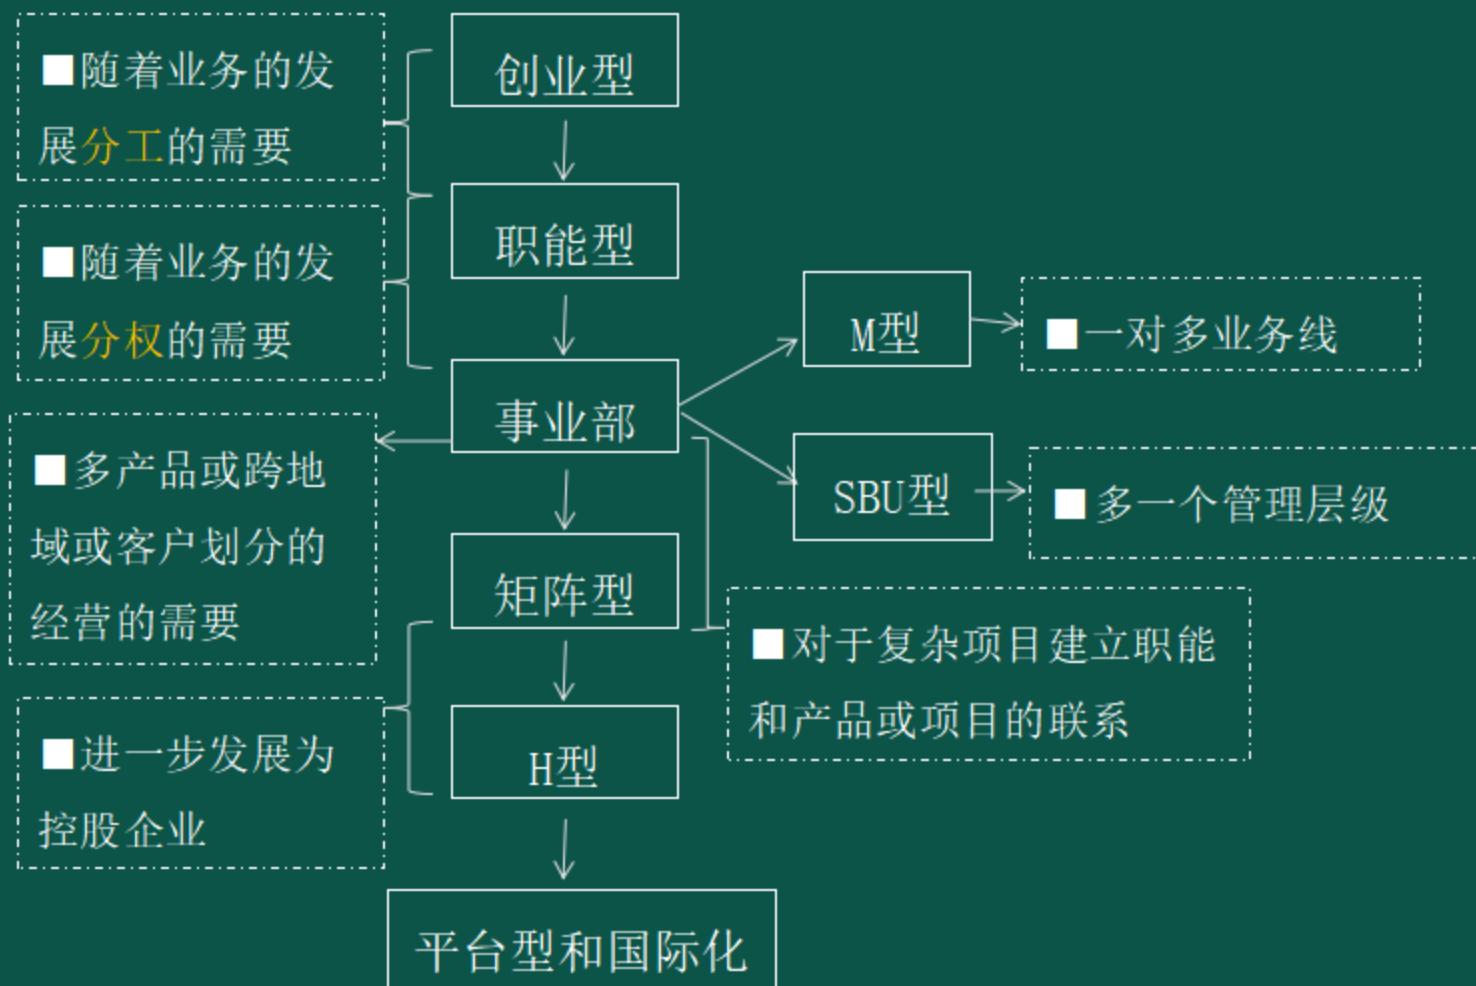 ■随着业务的发
展分工的需要
创业型
■随着业务的发
展分权的需要
职能型
M型
■一对多业务线
事业部
■多产品或跨地
域或客户划分的
经营的需要
SBU型
■多一个管理层级
矩阵型
■对于复杂项目建立职能
和产品或项目的联系
■进一步发展为
控股企业
H型
平台型和国际化